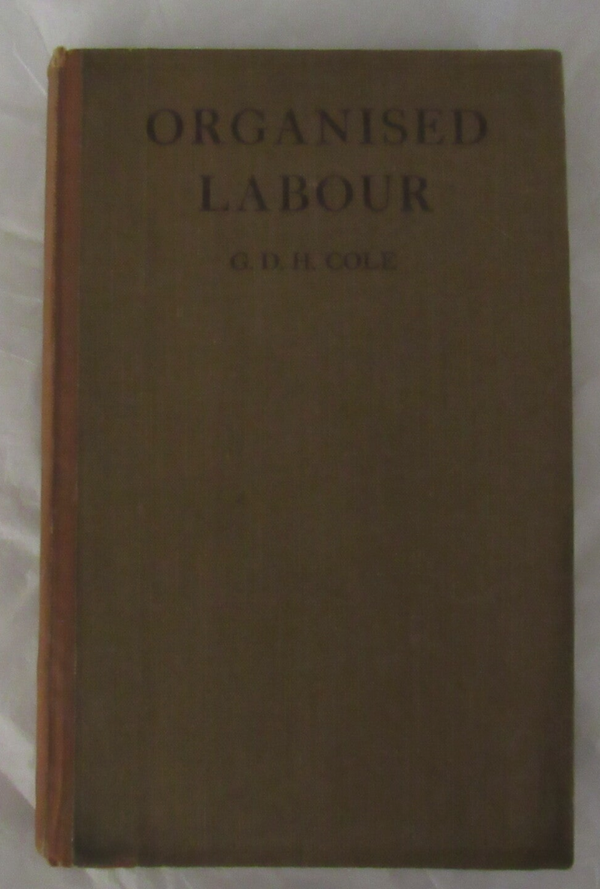 ORGANISED
LABOUR
G. D. H. COLE